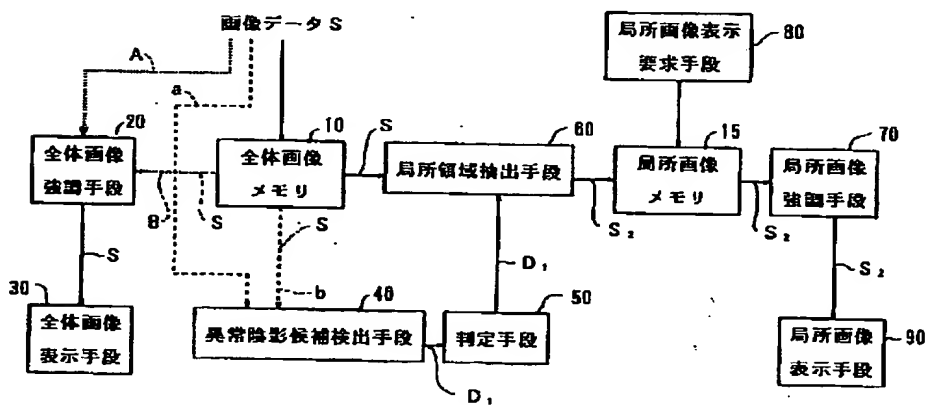 画像データ S
A
a
20
全体画像
強調手段
10
全体画像
メモリ
S
60
局所領域抽出手段
80
局所画像表示
要求手段
15
局所画像
メモリ
70
局所画像
強調手段
B
S
S
S₂
S₂
S
D₁
S₂
30
全体画像
表示手段
b
40
異常陰影候補検出手段
50
判定手段
D₁
局所画像
表示手段
90